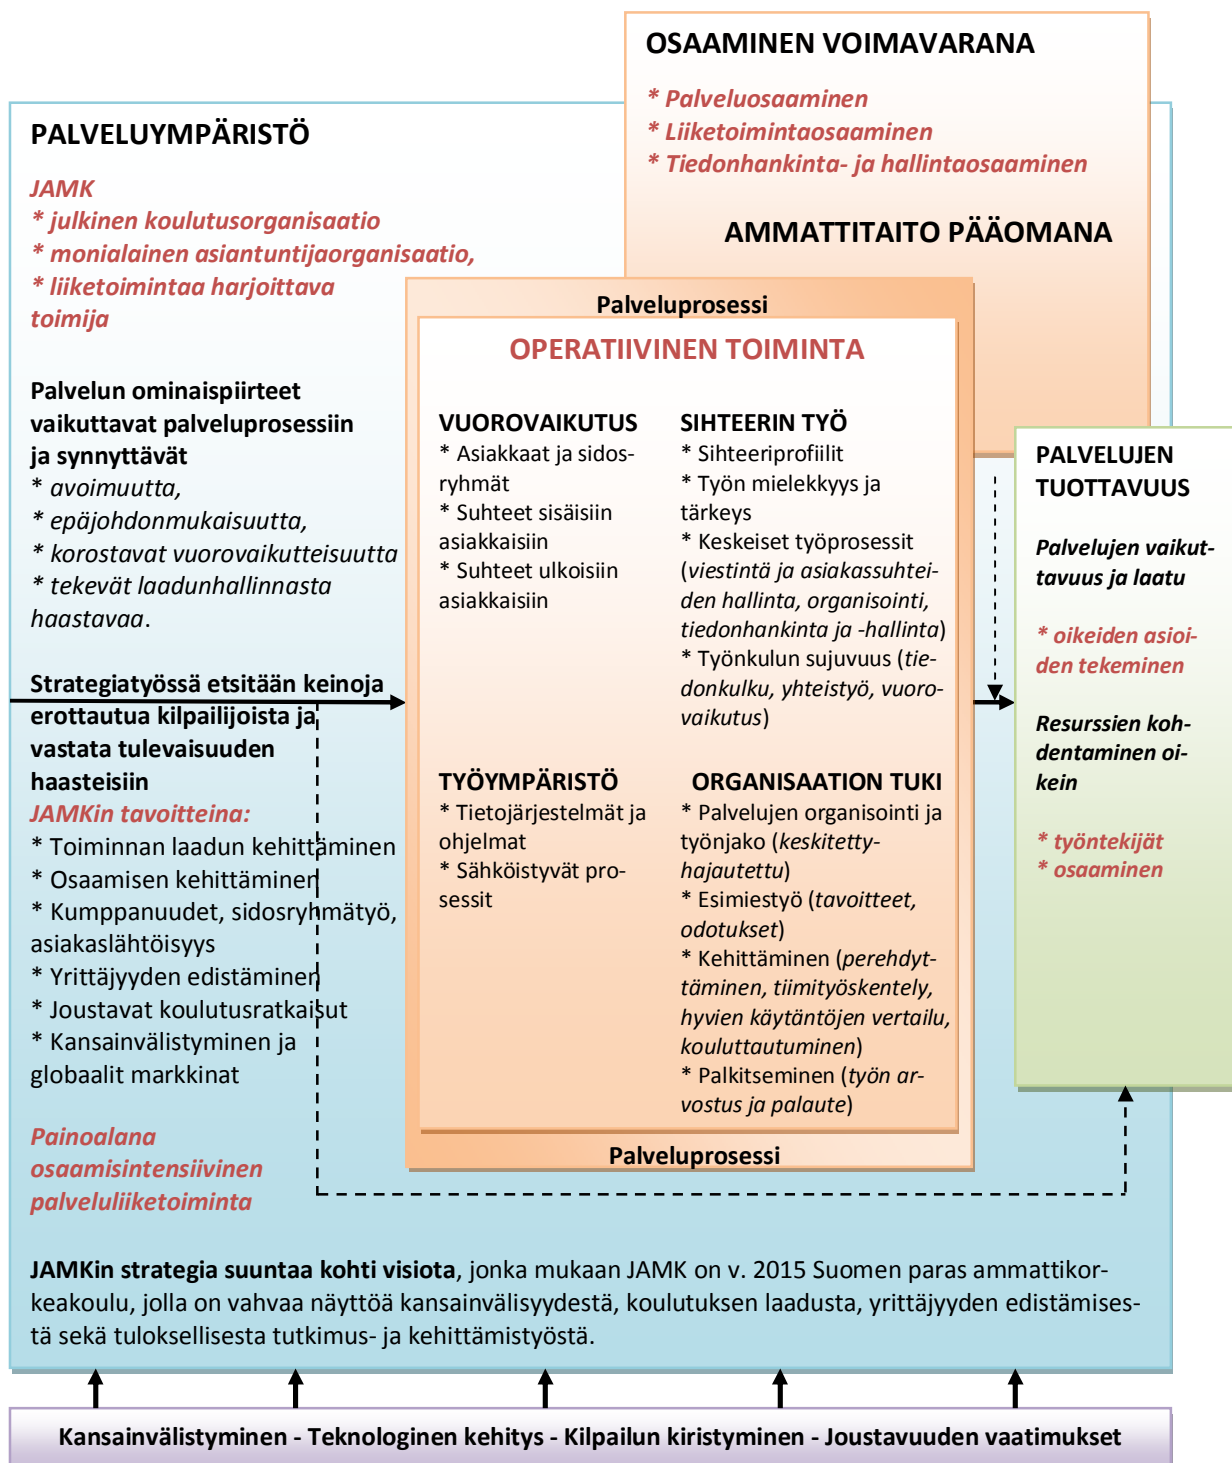 OSAAMINEN VOIMAVARANA
* Palveluosaaminen
* Liiketoimintaosaaminen
* Tiedonhankinta- ja hallintaosaaminen
AMMATTITAITO PÄÄOMANA
PALVELUYMPÄRISTÖ
JAMK
* julkinen koulutusorganisaatio
* monialainen asiantuntijaorganisaatio,
* liiketoimintaa harjoittava
toimija
Palvelun ominaispiirteet
vaikuttavat palveluprosessiin
ja synnyttävät
* avoimuutta,
* epäjohdonmukaisuutta,
* korostavat vuorovaikutteisuutta
* tekevät laadunhallinnasta
haastavaa.
Strategiatyössä etsitään keinoja
erottautua kilpailijoista ja
vastata tulevaisuuden
haasteisiin
JAMKin tavoitteina:
* Toiminnan laadun kehittäminen
* Osaamisen kehittäminen
* Kumppanuudet, sidosryhmätyö,
asiakaslähtöisyys
* Yrittäjyyden edistäminen
* Joustavat koulutusratkaisut
* Kansainvälistyminen ja
globaalit markkinat
Painoalana
osaamisintensiivinen
palveluliiketoiminta
Palveluprosessi
OPERATIIVINEN TOIMINTA
VUOROVAIKUTUS
* Asiakkaat ja sidos-
ryhmät
* Suhteet sisäisiin
asiakkaisiin
* Suhteet ulkoisiin
asiakkaisiin
SIHTEERIN TYÖ
* Sihteeriprofiilit
* Työn mielekkyys ja
tärkeys
* Keskeiset työprosessit
(viestintä ja asiakassuhtei-
den hallinta, organisointi,
tiedonhankinta ja -hallinta)
* Työnkulun sujuvuus (tie-
donkulku, yhteistyö, vuoro-
vaikutus)
TYÖYMPÄRISTÖ
* Tietojärjestelmät ja
ohjelmat
* Sähköistyvät pro-
sessit
ORGANISAATION TUKI
* Palvelujen organisointi ja
työnjako (keskitetty-
hajautettu)
* Esimiestyö (tavoitteet,
odotukset)
* Kehittäminen (perehdyt-
täminen, tiimityöskentely,
hyvien käytäntöjen vertailu,
kouluttautuminen)
* Palkitseminen (työn ar-
vostus ja palaute)
Palveluprosessi
PALVELUJEN
TUOTTAVUUS
Palvelujen vaikut-
tavuus ja laatu
* oikeiden asioi-
den tekeminen
Resurssien koh-
dentaminen oi-
kein
* työntekijät
* osaaminen
JAMKin strategia suuntaa kohti visiota, jonka mukaan JAMK on v. 2015 Suomen paras ammattikor-
keakoulu, jolla on vahvaa näyttöä kansainvälisyydestä, koulutuksen laadusta, yrittäjyyden edistämises-
tä sekä tuloksellisesta tutkimus- ja kehittämistyöstä.
Kansainvälistyminen - Teknologinen kehitys - Kilpailun kiristyminen - Joustavuuden vaatimukset